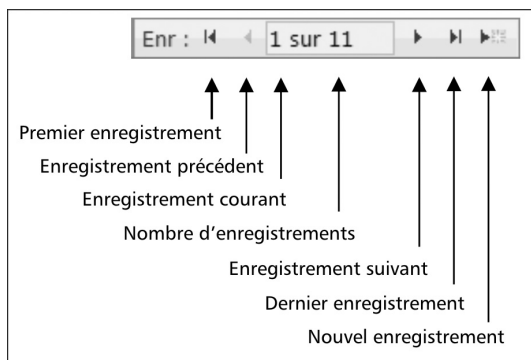 Enr : 1 sur 11
Premier enregistrement
Enregistrement précédent
Enregistrement courant
Nombre d'enregistrements
Enregistrement suivant
Dernier enregistrement
Nouvel enregistrement